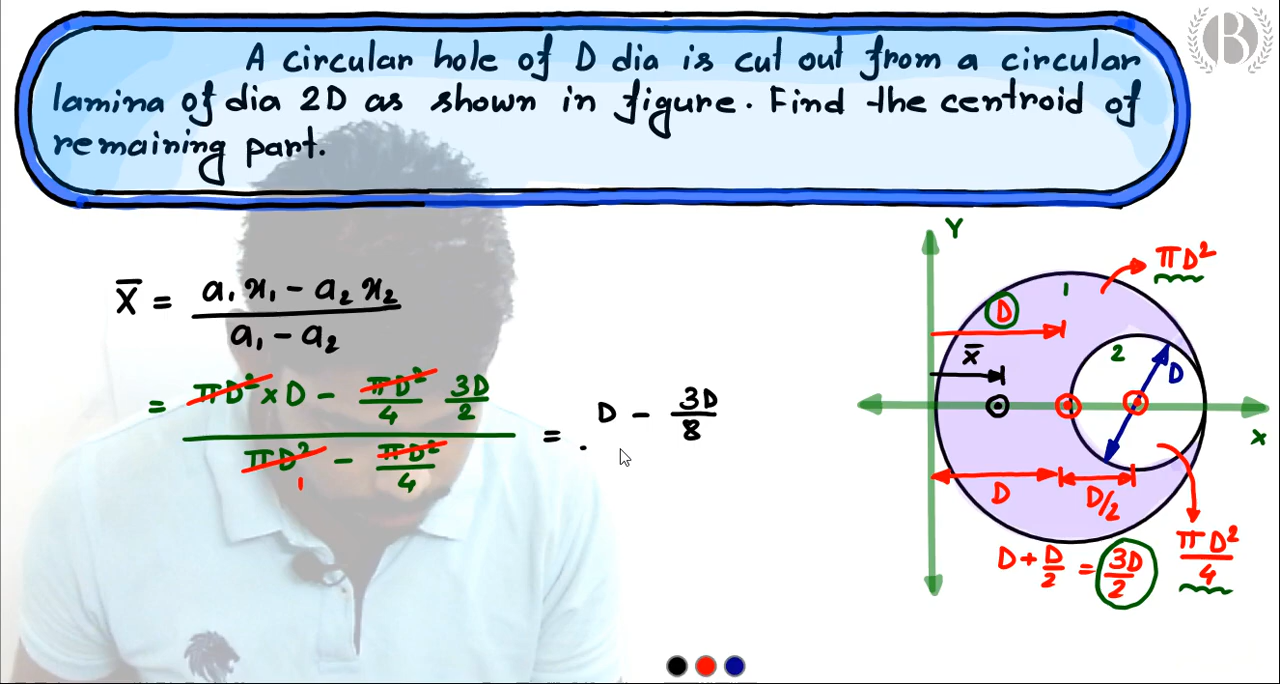 A circular hole of D dia is cut out from a circular
lamina of dia 2D as shown in figure. Find the centroid of
remaining part.
X̄ = (a₁x₁ - a₂x₂) / (a₁ - a₂)
= (πD² × D - πD²/4 3D/2) / (πD² - πD²/4) = D - 3D/8
1
Y
πD²
1
D
2
x̄
D
X
D
D/2
D + D/2 = 3D/2
πD²/4
B